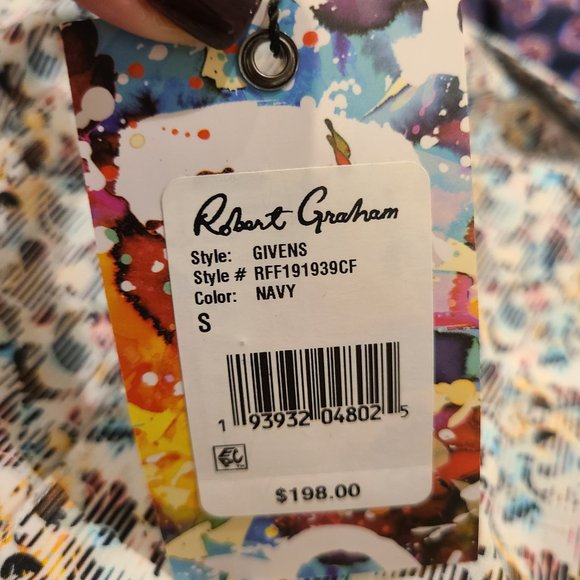 Robert Graham
Style: GIVENS
Style # RFF191939CF
Color: NAVY
S
1 93932 04802 5
$198.00